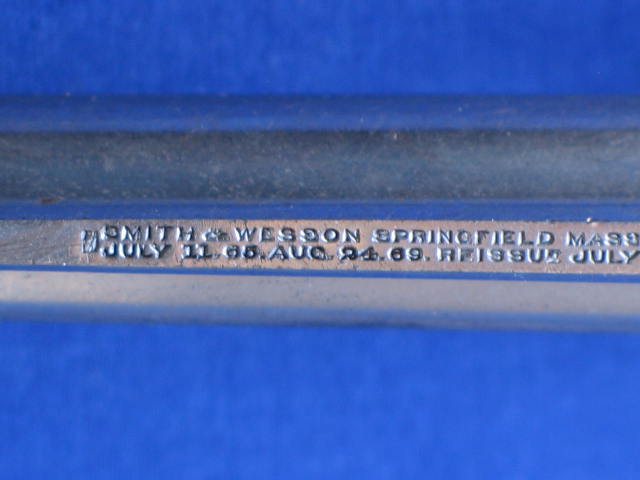 SMITH & WESSON SPRINGFIELD MASS
JULY 11. 65. AUG. 24. 69. REISSUE JULY